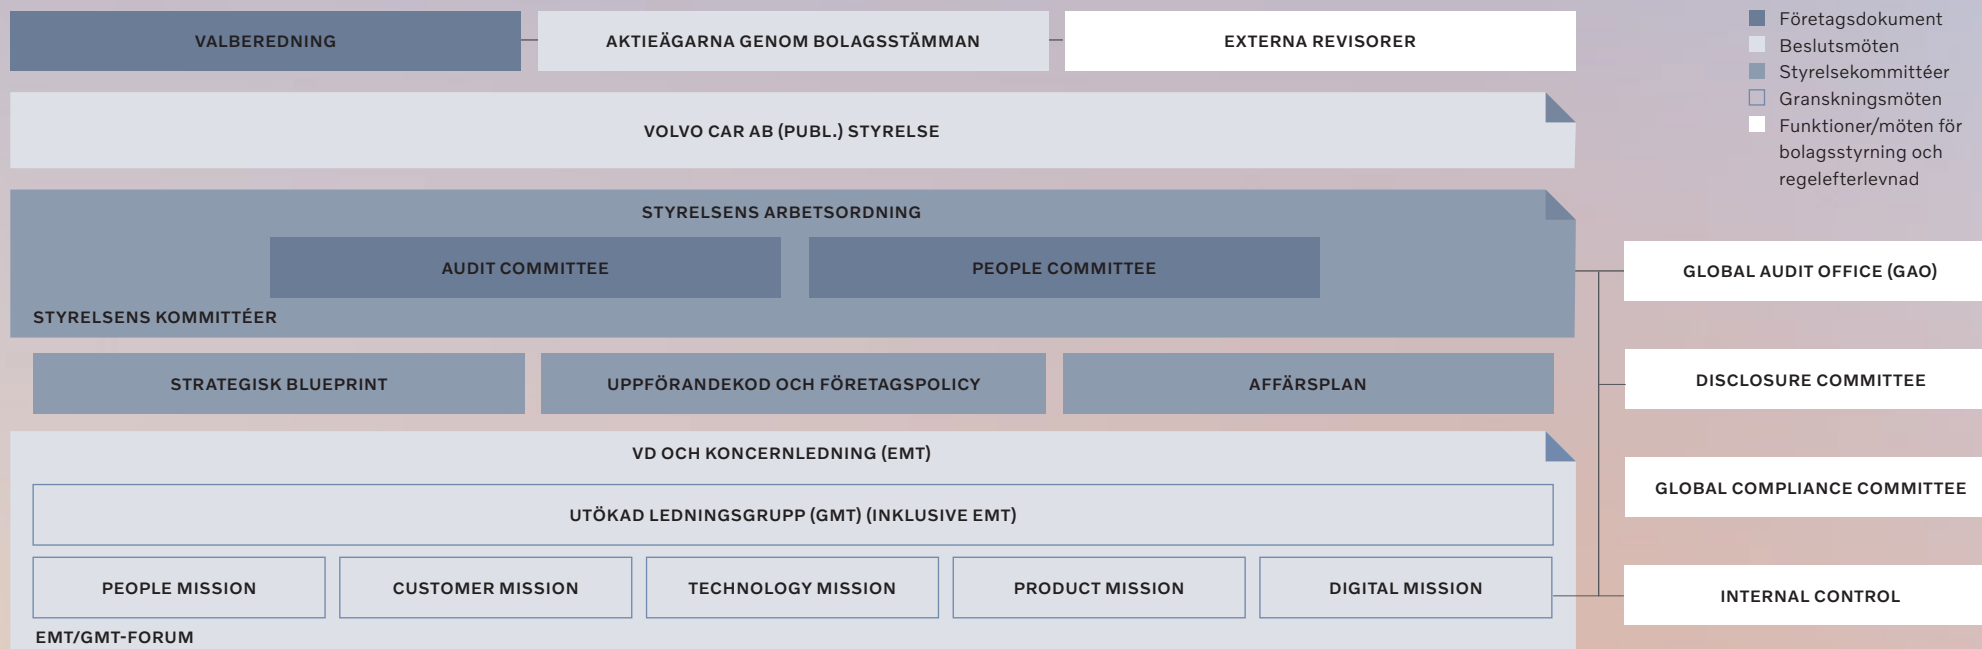 VALBEREDNING
AKTIEÄGARNA GENOM BOLAGSSTÄMMAN
EXTERNA REVISORER
Företagsdokument
Beslutsmöten
Styrelsekommittéer
Granskningsmöten
Funktioner/möten för
bolagsstyrning och
regelefterlevnad
VOLVO CAR AB (PUBL.) STYRELSE
STYRELSENS ARBETSORDNING
AUDIT COMMITTEE
PEOPLE COMMITTEE
STYRELSENS KOMMITTÉER
GLOBAL AUDIT OFFICE (GAO)
STRATEGISK BLUEPRINT
UPPFÖRANDEKOD OCH FÖRETAGSPOLICY
AFFÄRSPLAN
DISCLOSURE COMMITTEE
VD OCH KONCERNLEDNING (EMT)
UTÖKAD LEDNINGSGRUPP (GMT) (INKLUSIVE EMT)
GLOBAL COMPLIANCE COMMITTEE
PEOPLE MISSION
CUSTOMER MISSION
TECHNOLOGY MISSION
PRODUCT MISSION
DIGITAL MISSION
INTERNAL CONTROL
EMT/GMT-FORUM